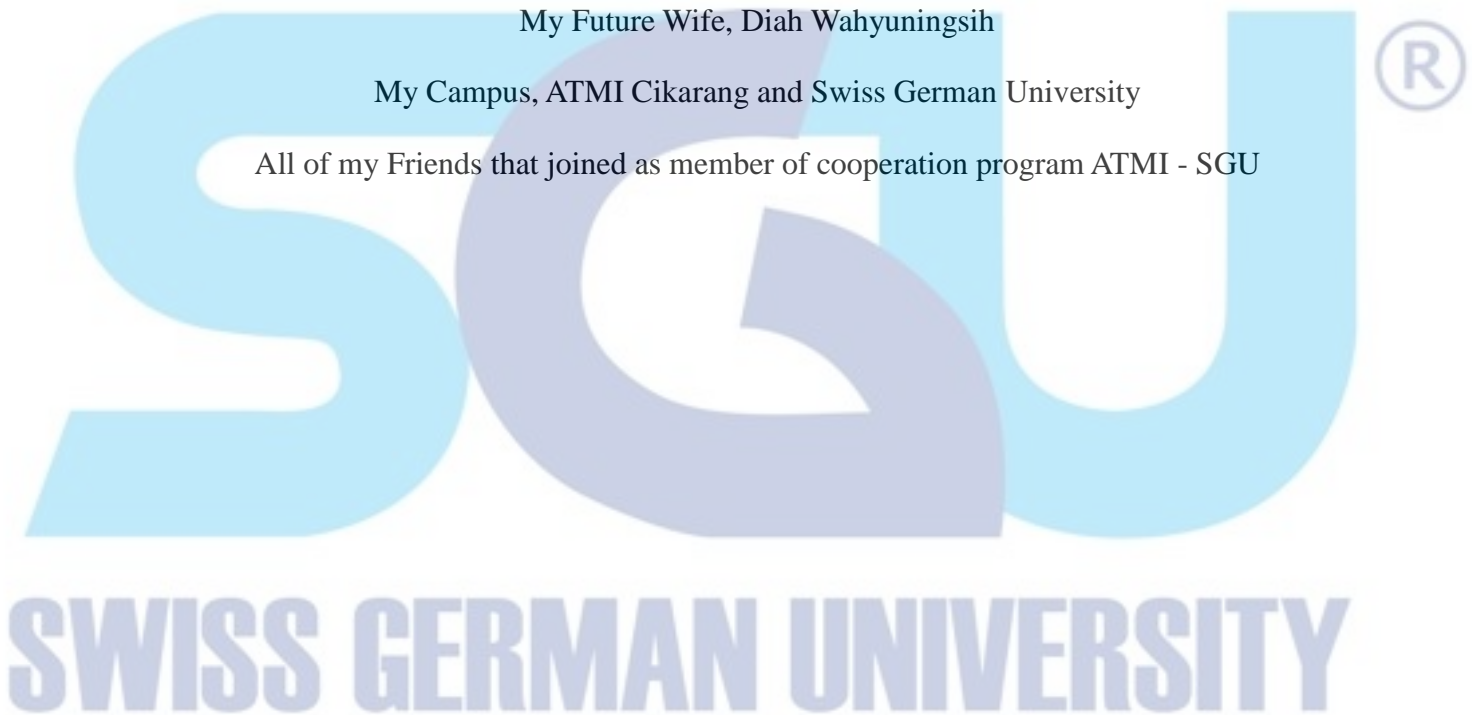 My Future Wife, Diah Wahyuningsih
My Campus, ATMI Cikarang and Swiss German University
®
All of my Friends that joined as member of cooperation program ATMI - SGU
SGU
SWISS GERMAN UNIVERSITY